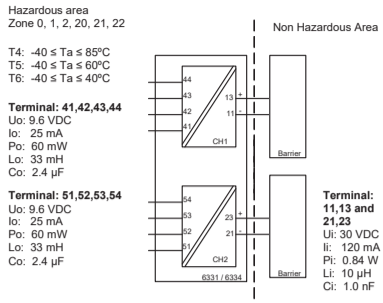 Hazardous area
Zone 0, 1, 2, 20, 21, 22
Non Hazardous Area
T4: -40 ≤ Ta ≤ 85ºC
T5: -40 ≤ Ta ≤ 60ºC
T6: -40 ≤ Ta ≤ 40ºC
Terminal: 41,42,43,44
Uo: 9.6 VDC
Io: 25 mA
Po: 60 mW
Lo: 33 mH
Co: 2.4 µF
44
43
42
41
13 +
11 -
CH1
Barrier
Terminal: 51,52,53,54
Uo: 9.6 VDC
Io: 25 mA
Po: 60 mW
Lo: 33 mH
Co: 2.4 µF
54
53
52
51
23 +
21 -
CH2
6331 / 6334
Barrier
Terminal:
11,13 and
21,23
Ui: 30 VDC
Ii: 120 mA
Pi: 0.84 W
Li: 10 µH
Ci: 1.0 nF